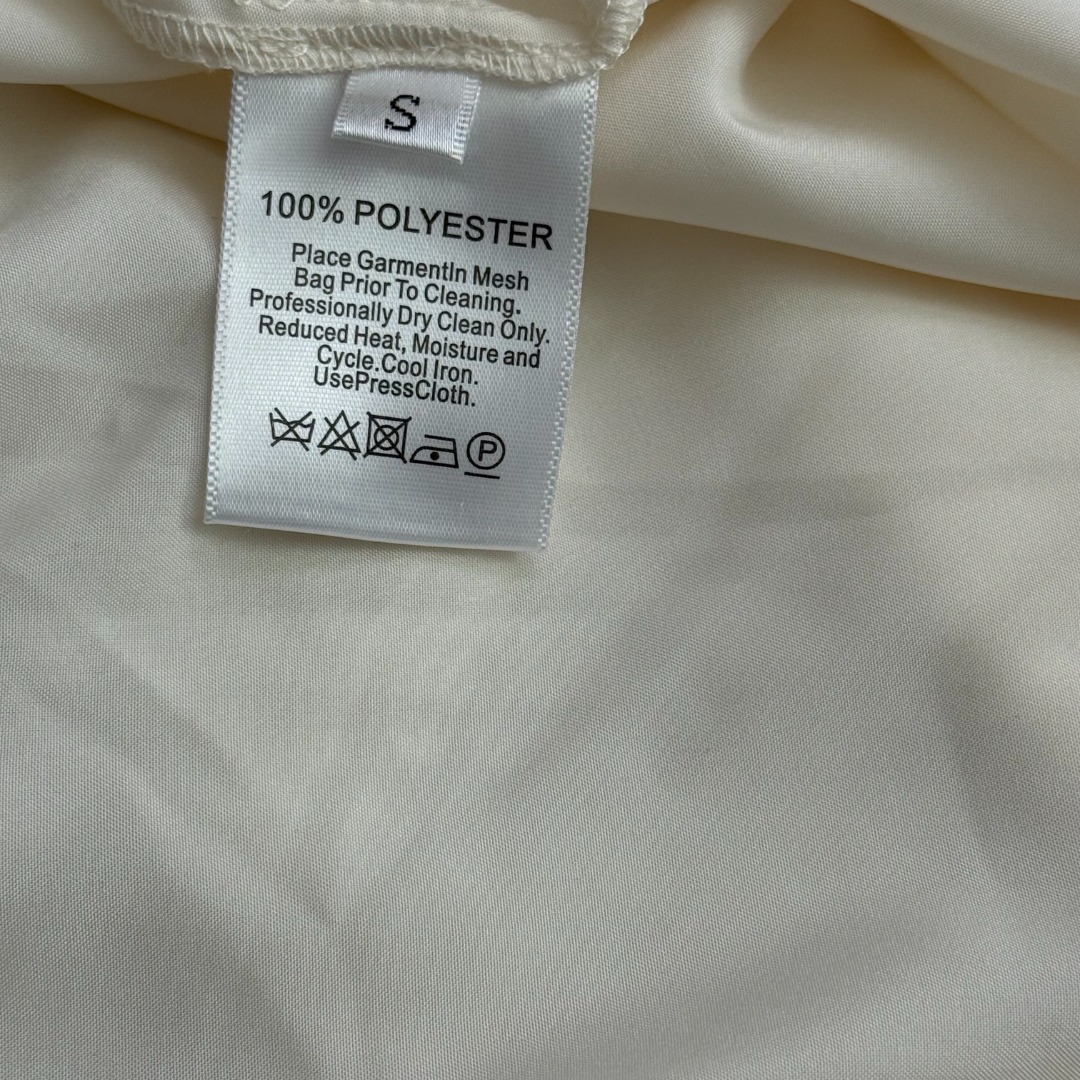 S
100% POLYESTER
Place GarmentIn Mesh
Bag Prior To Cleaning.
Professionally Dry Clean Only.
Reduced Heat, Moisture and
Cycle.Cool Iron.
UsePressCloth.
P